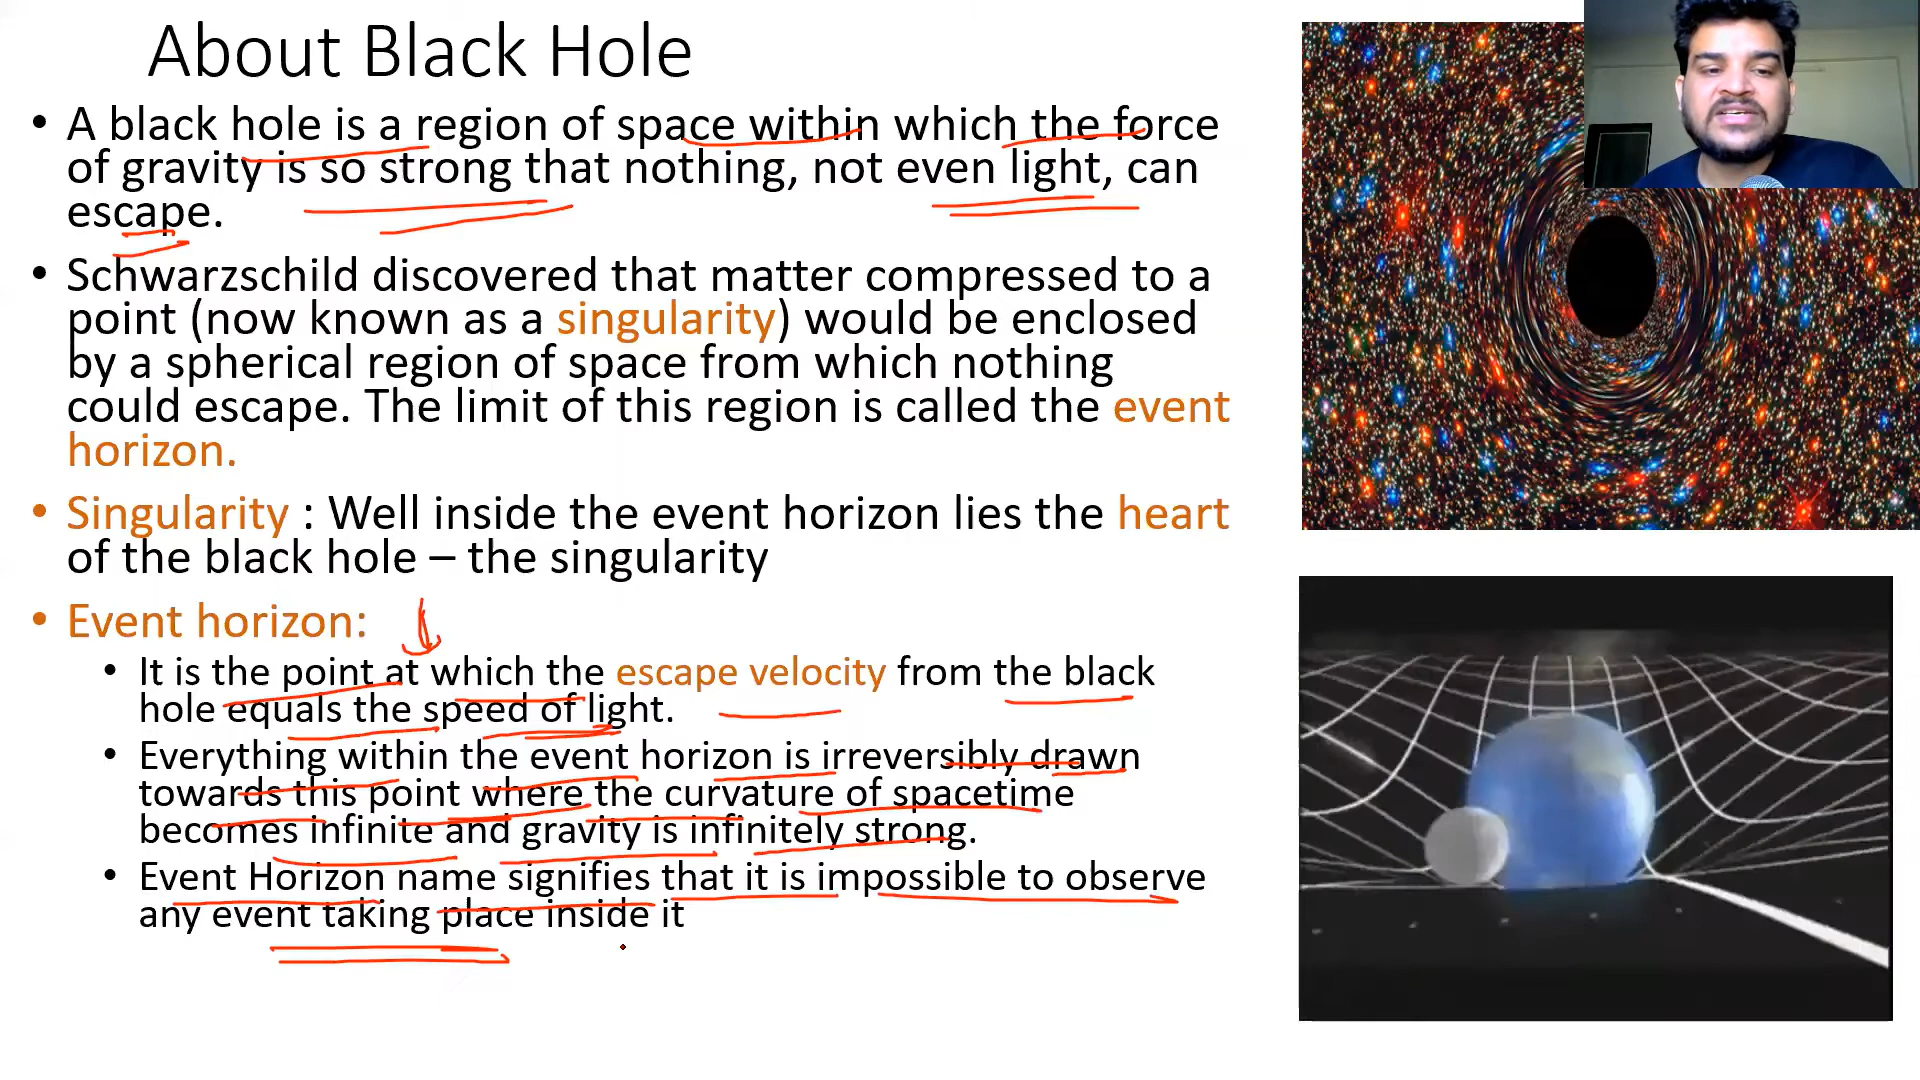 About Black Hole
• A black hole is a region of space within which the force
of gravity is so strong that nothing, not even light, can
escape.
• Schwarzschild discovered that matter compressed to a
point (now known as a singularity) would be enclosed
by a spherical region of space from which nothing
could escape. The limit of this region is called the event
horizon.
• Singularity : Well inside the event horizon lies the heart
of the black hole – the singularity
• Event horizon:
• It is the point at which the escape velocity from the black
hole equals the speed of light.
• Everything within the event horizon is irreversibly drawn
towards this point where the curvature of spacetime
becomes infinite and gravity is infinitely strong.
• Event Horizon name signifies that it is impossible to observe
any event taking place inside it